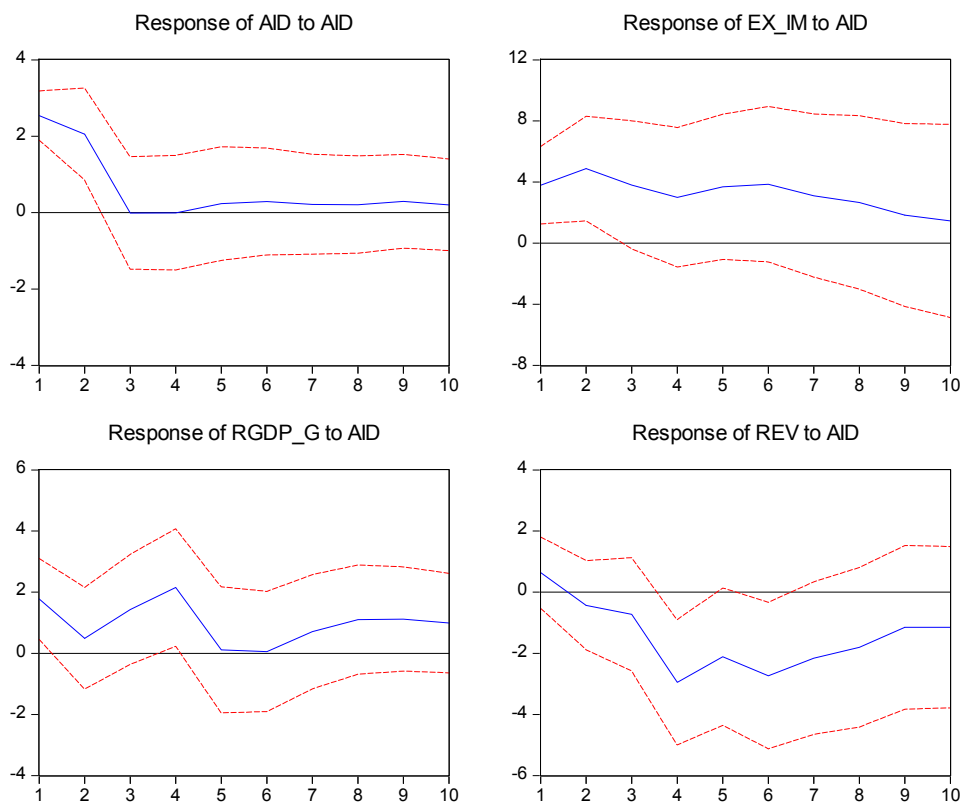 Response of AID to AID
4
2
0
-2
-4
1 2 3 4 5 6 7 8 9 10
Response of EX_IM to AID
12
8
4
0
-4
-8
1 2 3 4 5 6 7 8 9 10
Response of RGDP_G to AID
6
4
2
0
-2
-4
1 2 3 4 5 6 7 8 9 10
Response of REV to AID
4
2
0
-2
-4
-6
1 2 3 4 5 6 7 8 9 10